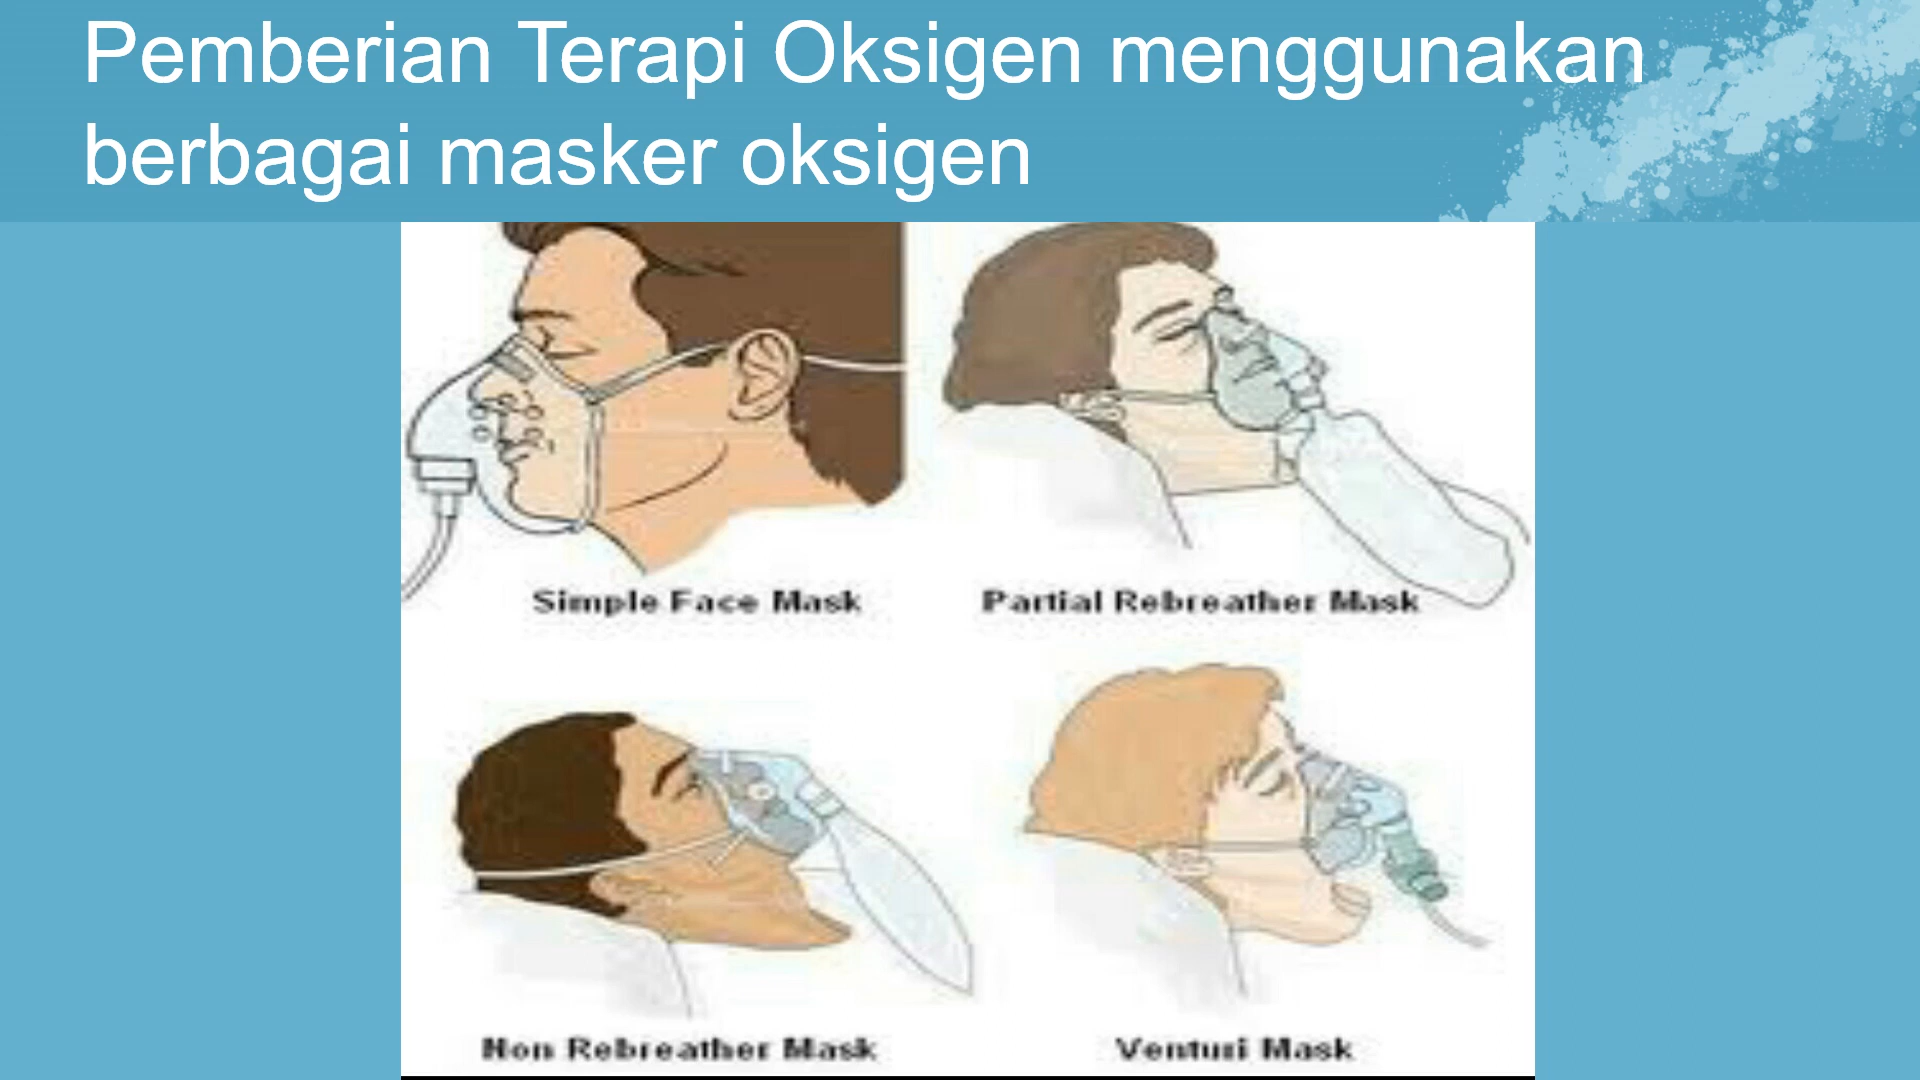 Pemberian Terapi Oksigen menggunakan
berbagai masker oksigen
Simple Face Mask
Partial Rebreather Mask
Non Rebreather Mask
Venturi Mask